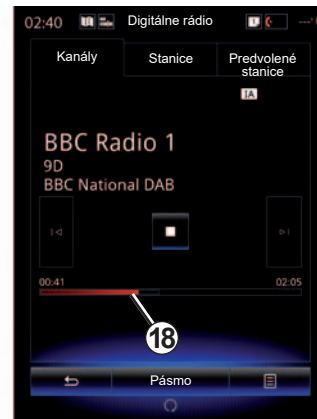 02:40 Digitálne rádio
Kanály Stanice Predvolené
stanice
IA
BBC Radio 1
9D
BBC National DAB
00:41 02:05
18
Pásmo